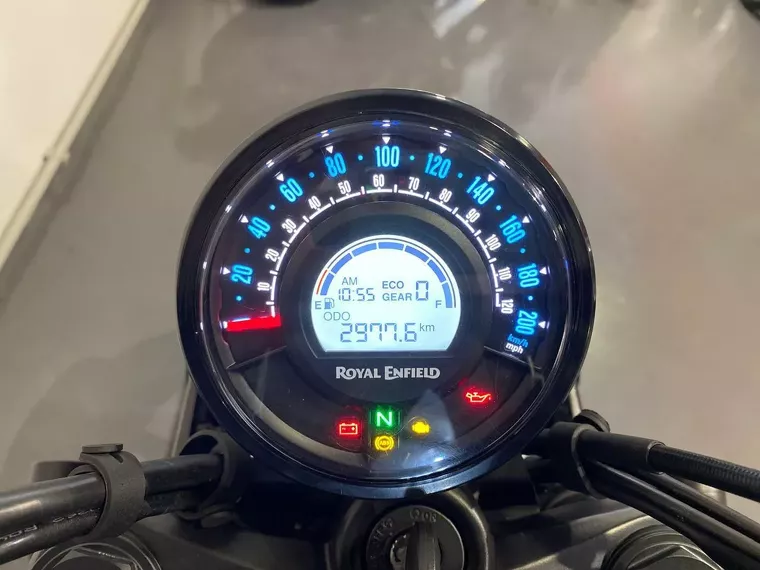 20 40 60 80 100 120 140 160 180 200
10 20 30 40 50 60 70 80 90 100 110 120
km/h
mph
AM ECO
10:55 GEAR 0
E F
ODO
2977.6 km
ROYAL ENFIELD
N
ABS